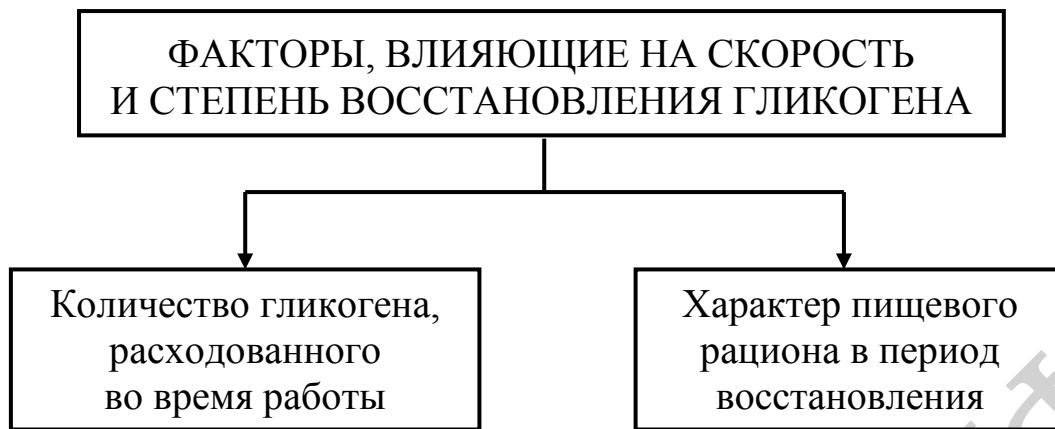 ФАКТОРЫ, ВЛИЯЮЩИЕ НА СКОРОСТЬ
И СТЕПЕНЬ ВОССТАНОВЛЕНИЯ ГЛИКОГЕНА
Количество гликогена,
расходованного
во время работы
Характер пищевого
рациона в период
восстановления